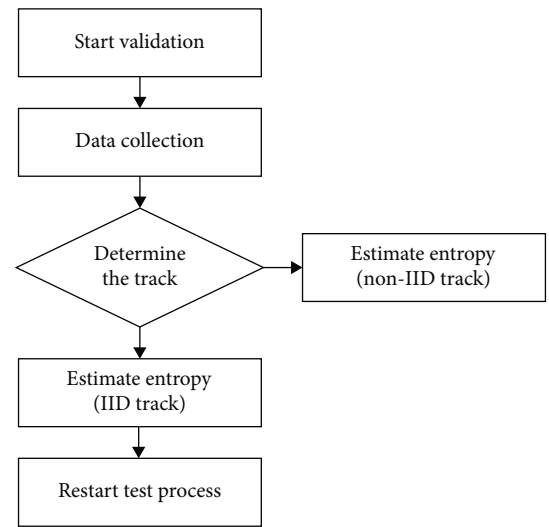 Start validation
Data collection
Determine
the track
Estimate entropy
(non-IID track)
Estimate entropy
(IID track)
Restart test process